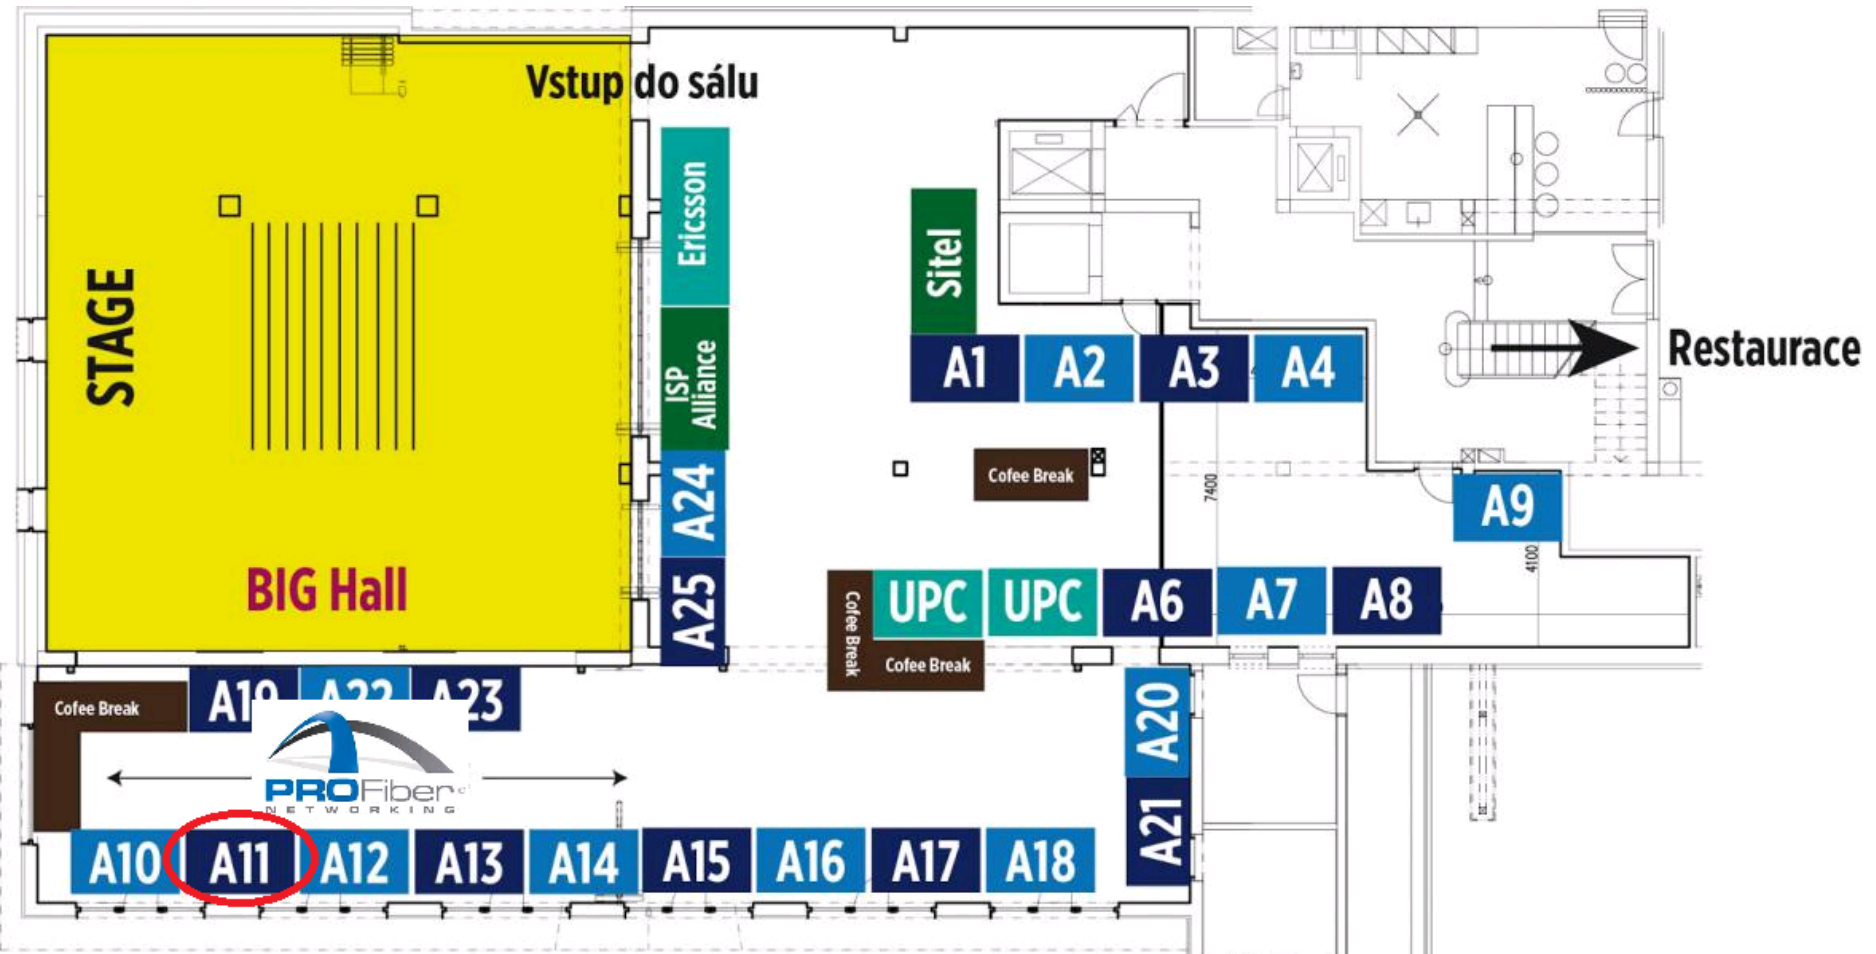 Vstup do sálu
STAGE
BIG Hall
Ericsson
ISP
Alliance
A24
A25
Sitel
A1
A2
A3
A4
Restaurace
Cofee Break
7400
A9
4100
Cofee Break
UPC
UPC
A6
A7
A8
Cofee Break
Cofee Break
A19
A22
A23
A20
A21
PROFiber
NETWORKING
A10
A11
A12
A13
A14
A15
A16
A17
A18